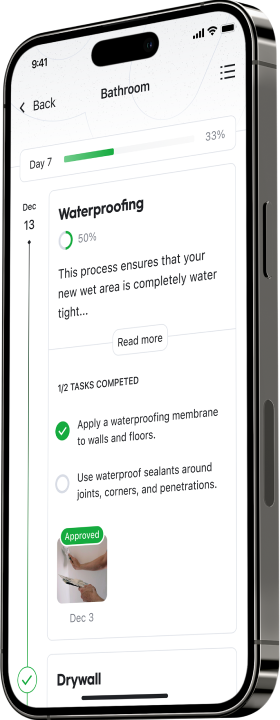 9:41
Back
Bathroom
Day 7
33%
Dec
13
Waterproofing
50%
This process ensures that your
new wet area is completely water
tight...
Read more
1/2 TASKS COMPETED
Apply a waterproofing membrane
to walls and floors.
Use waterproof sealants around
joints, corners, and penetrations.
Approved
Dec 3
Drywall